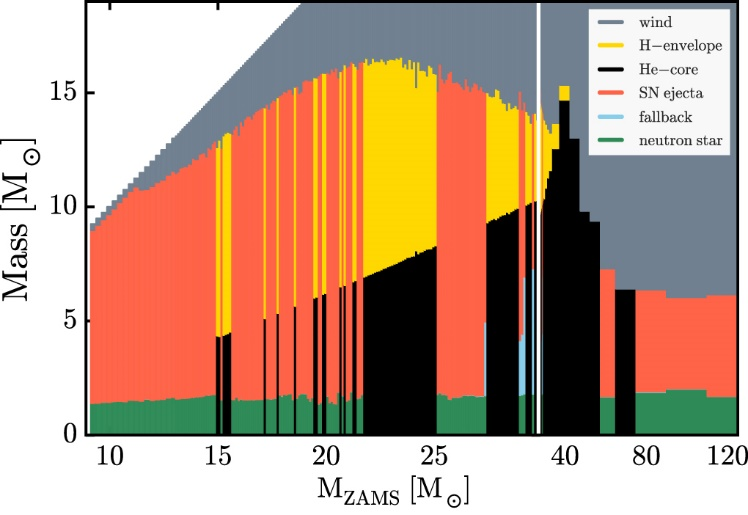 wind
H−envelope
He−core
SN ejecta
fallback
neutron star
15
10
5
0
Mass [M⊙]
10 15 20 25 40 80 120
M_ZAMS [M⊙]